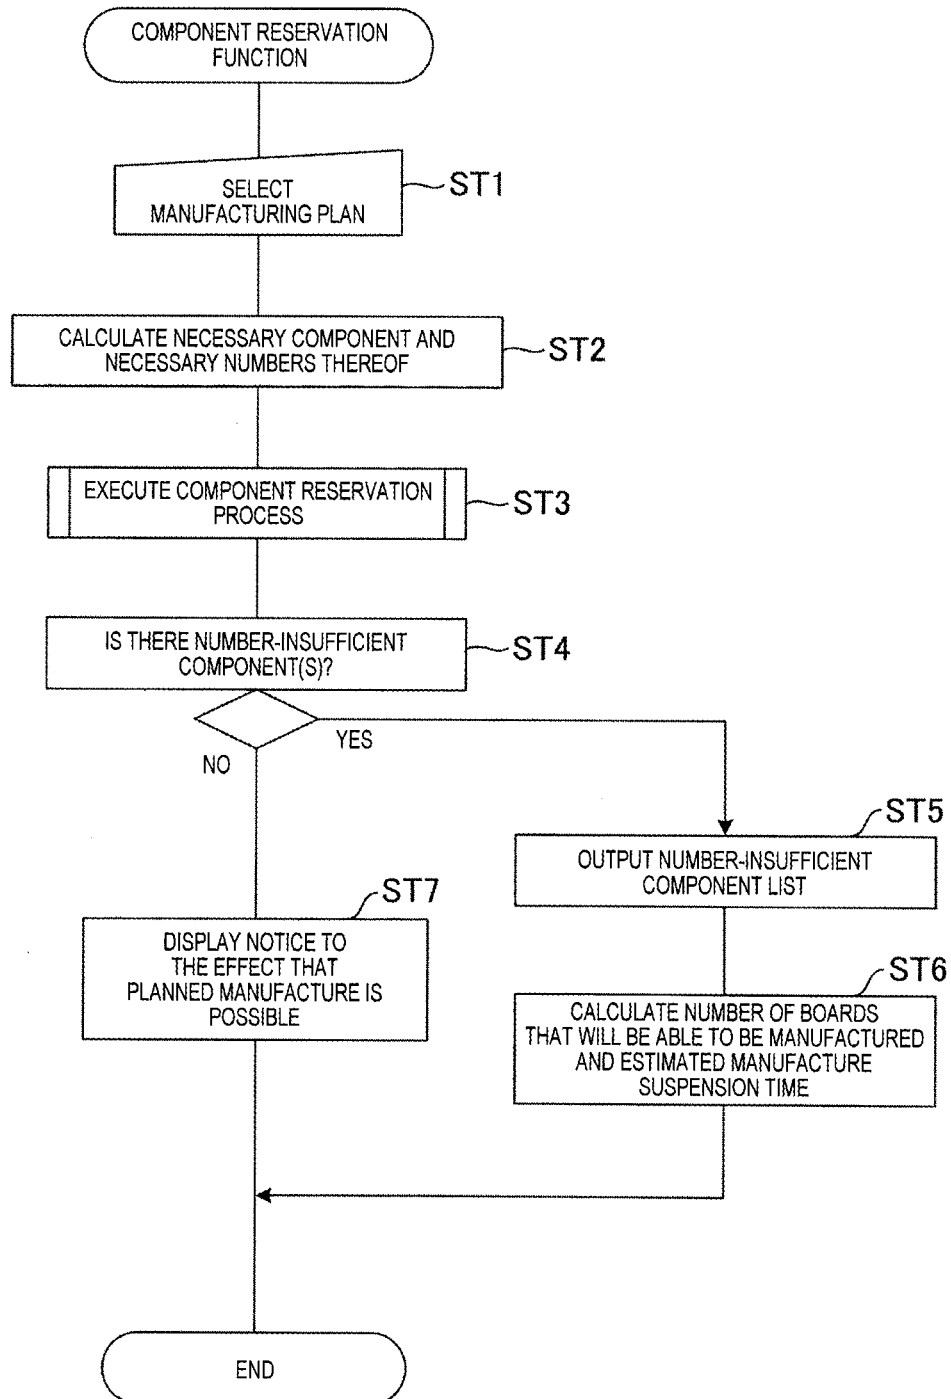 COMPONENT RESERVATION
FUNCTION
SELECT
MANUFACTURING PLAN
ST1
CALCULATE NECESSARY COMPONENT AND
NECESSARY NUMBERS THEREOF
ST2
EXECUTE COMPONENT RESERVATION
PROCESS
ST3
IS THERE NUMBER-INSUFFICIENT
COMPONENT(S)?
ST4
YES
NO
ST5
OUTPUT NUMBER-INSUFFICIENT
COMPONENT LIST
ST7
DISPLAY NOTICE TO
THE EFFECT THAT
PLANNED MANUFACTURE IS
POSSIBLE
ST6
CALCULATE NUMBER OF BOARDS
THAT WILL BE ABLE TO BE MANUFACTURED
AND ESTIMATED MANUFACTURE
SUSPENSION TIME
END